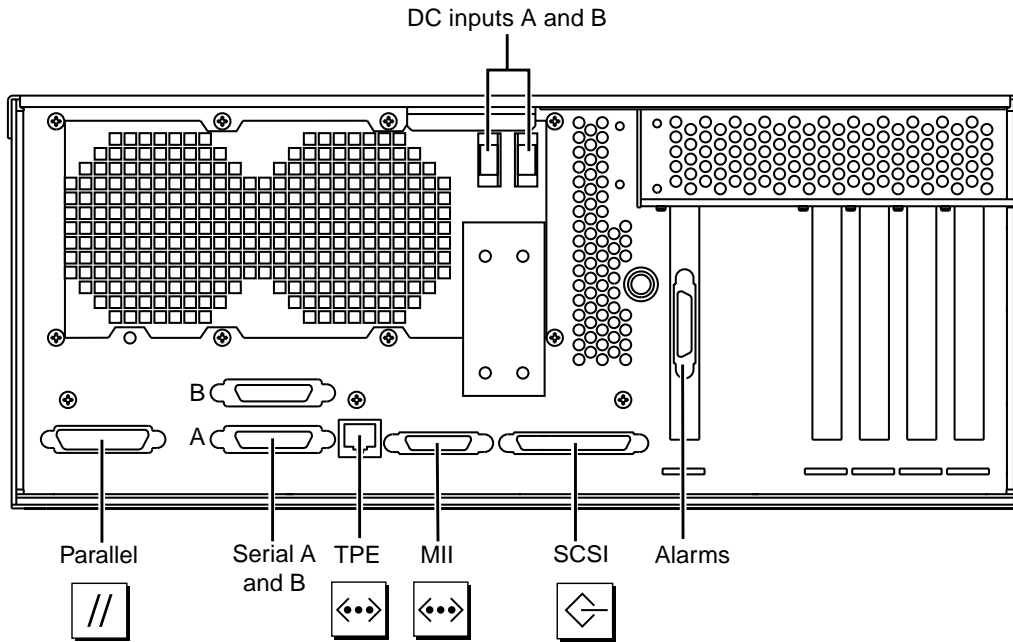 DC inputs A and B
B
A
Parallel
Serial A
and B
TPE
MII
SCSI
Alarms